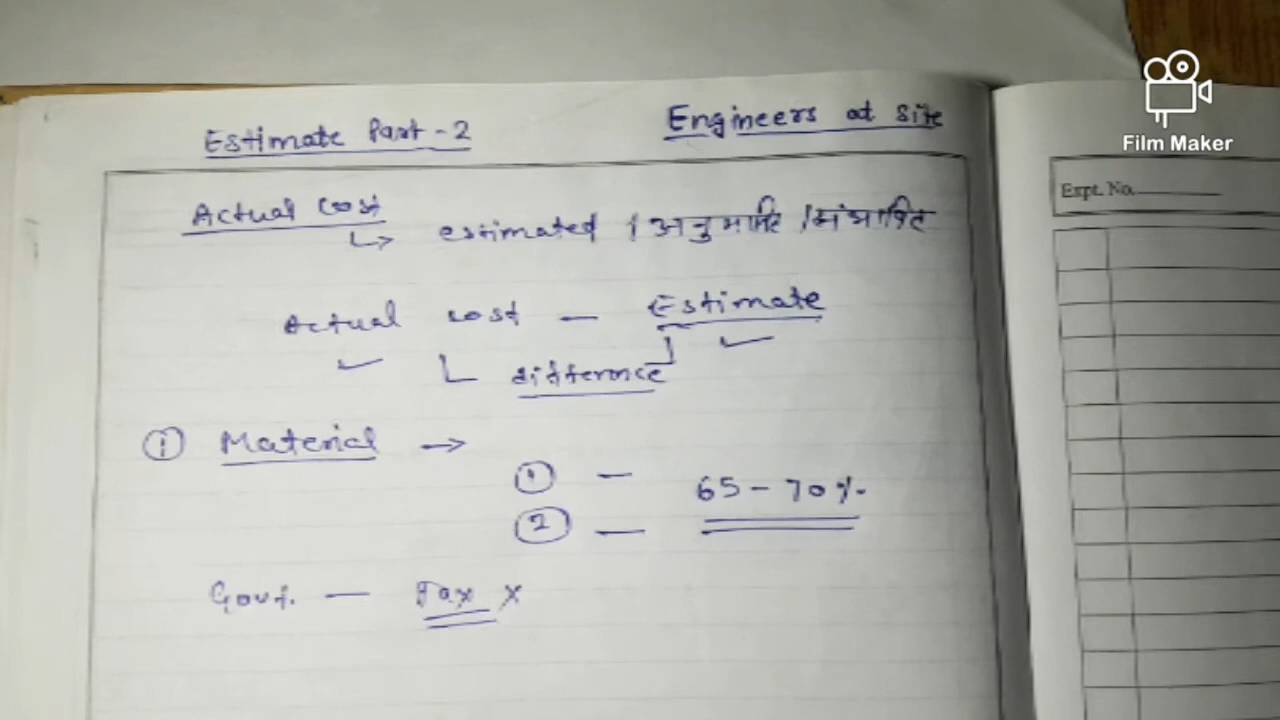 Estimate Part-2
Engineers at Site
Actual cost
↳ estimated / अनुमानित / संभावित
Actual cost — Estimate
✓ difference ✓
① Material →
① —
65-70%
② —
Govt. — Tax ×
Film Maker
Expt. No.